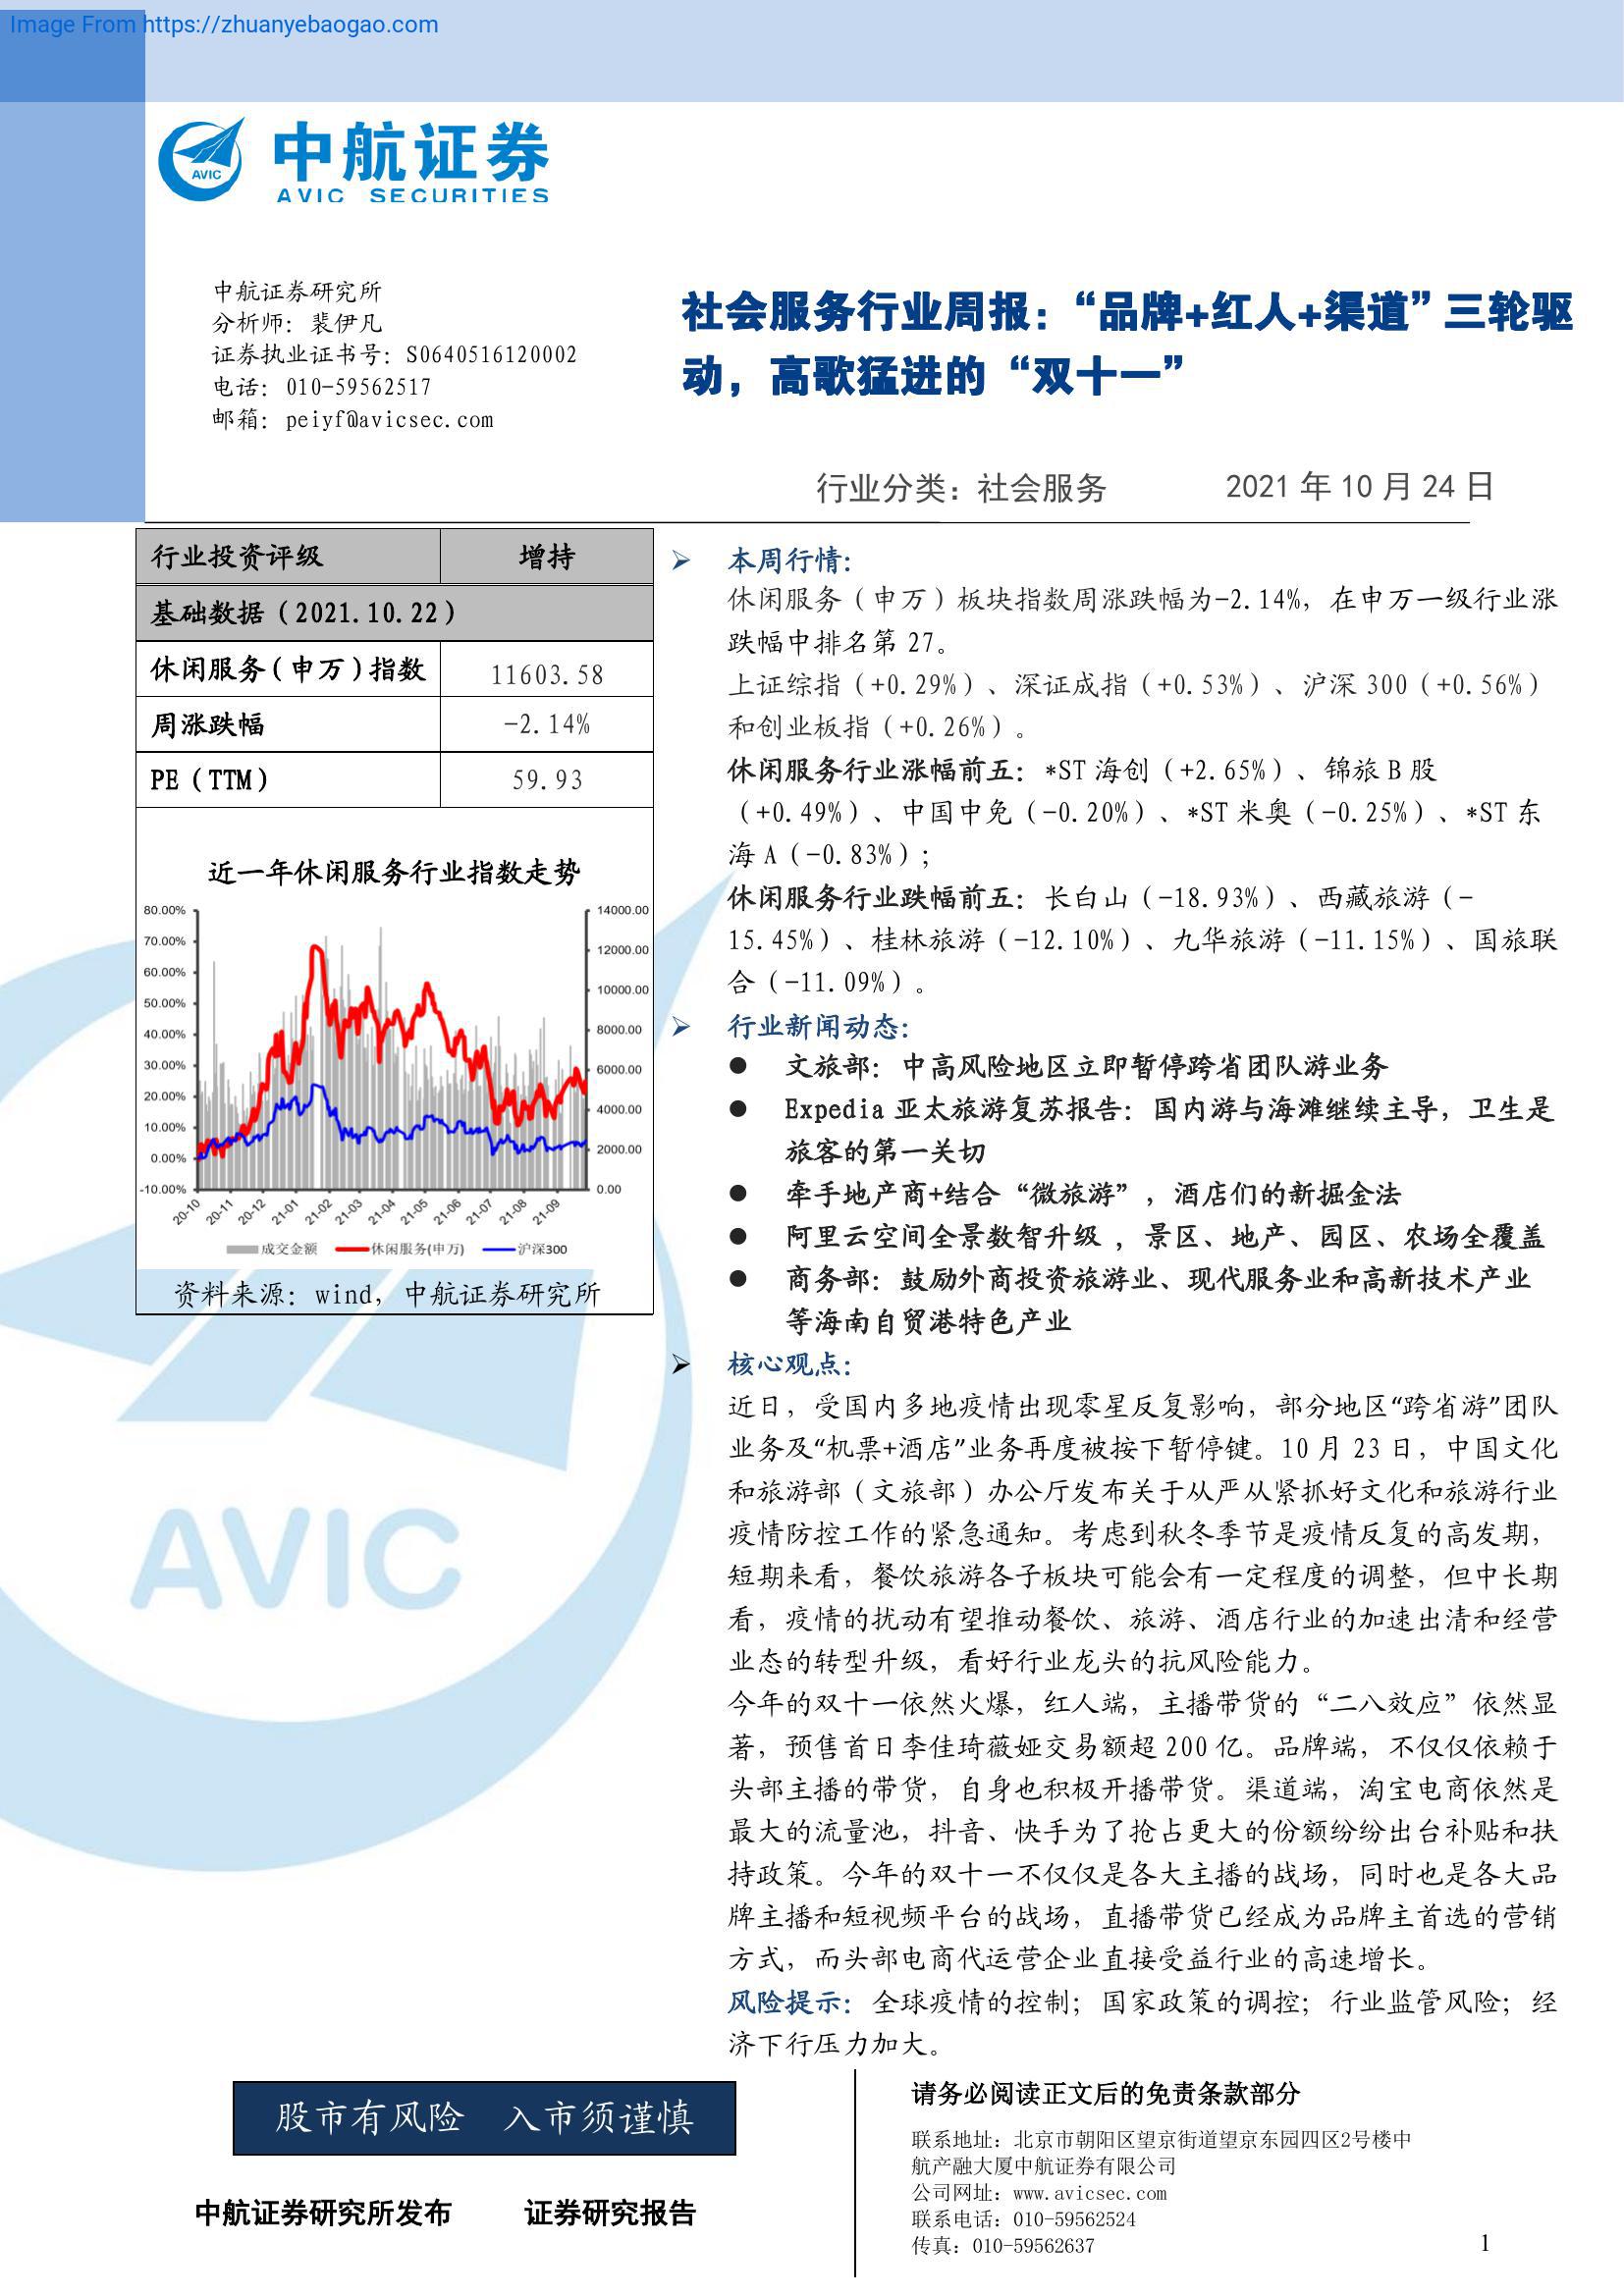 Image From https://zhuanyebaogao.com
AVIC
中航证券
AVIC SECURITIES
中航证券研究所
分析师：裴伊凡
证券执业证书号：S0640516120002
电话：010-59562517
邮箱：peiyf@avicsec.com
社会服务行业周报：“品牌+红人+渠道”三轮驱
动，高歌猛进的“双十一”
行业分类：社会服务 2021 年 10 月 24 日
行业投资评级 增持
基础数据（2021.10.22）
休闲服务(申万)指数 11603.58
周涨跌幅 -2.14%
PE（TTM） 59.93
近一年休闲服务行业指数走势
80.00% 14000.00
70.00% 12000.00
60.00% 10000.00
50.00%
40.00% 8000.00
30.00% 6000.00
20.00% 4000.00
10.00%
0.00% 2000.00
-10.00% 0.00
20-10 20-11 20-12 21-01 21-02 21-03 21-04 21-05 21-06 21-07 21-08 21-09
成交金额 休闲服务(申万) 沪深300
资料来源：wind，中航证券研究所
AVIC
本周行情：
休闲服务（申万）板块指数周涨跌幅为-2.14%，在申万一级行业涨
跌幅中排名第 27。
上证综指（+0.29%）、深证成指（+0.53%）、沪深 300（+0.56%）
和创业板指（+0.26%）。
休闲服务行业涨幅前五：*ST 海创（+2.65%）、锦旅 B 股
（+0.49%）、中国中免（-0.20%）、*ST 米奥（-0.25%）、*ST 东
海 A（-0.83%）；
休闲服务行业跌幅前五：长白山（-18.93%）、西藏旅游（-
15.45%）、桂林旅游（-12.10%）、九华旅游（-11.15%）、国旅联
合（-11.09%）。
行业新闻动态：
● 文旅部：中高风险地区立即暂停跨省团队游业务
● Expedia 亚太旅游复苏报告：国内游与海滩继续主导，卫生是
旅客的第一关切
● 牵手地产商+结合“微旅游”，酒店们的新掘金法
● 阿里云空间全景数智升级 ，景区、地产、园区、农场全覆盖
● 商务部：鼓励外商投资旅游业、现代服务业和高新技术产业
等海南自贸港特色产业
核心观点：
近日，受国内多地疫情出现零星反复影响，部分地区“跨省游”团队
业务及“机票+酒店”业务再度被按下暂停键。10 月 23 日，中国文化
和旅游部（文旅部）办公厅发布关于从严从紧抓好文化和旅游行业
疫情防控工作的紧急通知。考虑到秋冬季节是疫情反复的高发期，
短期来看，餐饮旅游各子板块可能会有一定程度的调整，但中长期
看，疫情的扰动有望推动餐饮、旅游、酒店行业的加速出清和经营
业态的转型升级，看好行业龙头的抗风险能力。
今年的双十一依然火爆，红人端，主播带货的“二八效应”依然显
著，预售首日李佳琦薇娅交易额超 200 亿。品牌端，不仅仅依赖于
头部主播的带货，自身也积极开播带货。渠道端，淘宝电商依然是
最大的流量池，抖音、快手为了抢占更大的份额纷纷出台补贴和扶
持政策。今年的双十一不仅仅是各大主播的战场，同时也是各大品
牌主播和短视频平台的战场，直播带货已经成为品牌主首选的营销
方式，而头部电商代运营企业直接受益行业的高速增长。
风险提示：全球疫情的控制；国家政策的调控；行业监管风险；经
济下行压力加大。
股市有风险 入市须谨慎
中航证券研究所发布 证券研究报告
请务必阅读正文后的免责条款部分
联系地址：北京市朝阳区望京街道望京东园四区2号楼中
航产融大厦中航证券有限公司
公司网址：www.avicsec.com
联系电话：010-59562524
传真：010-59562637
1